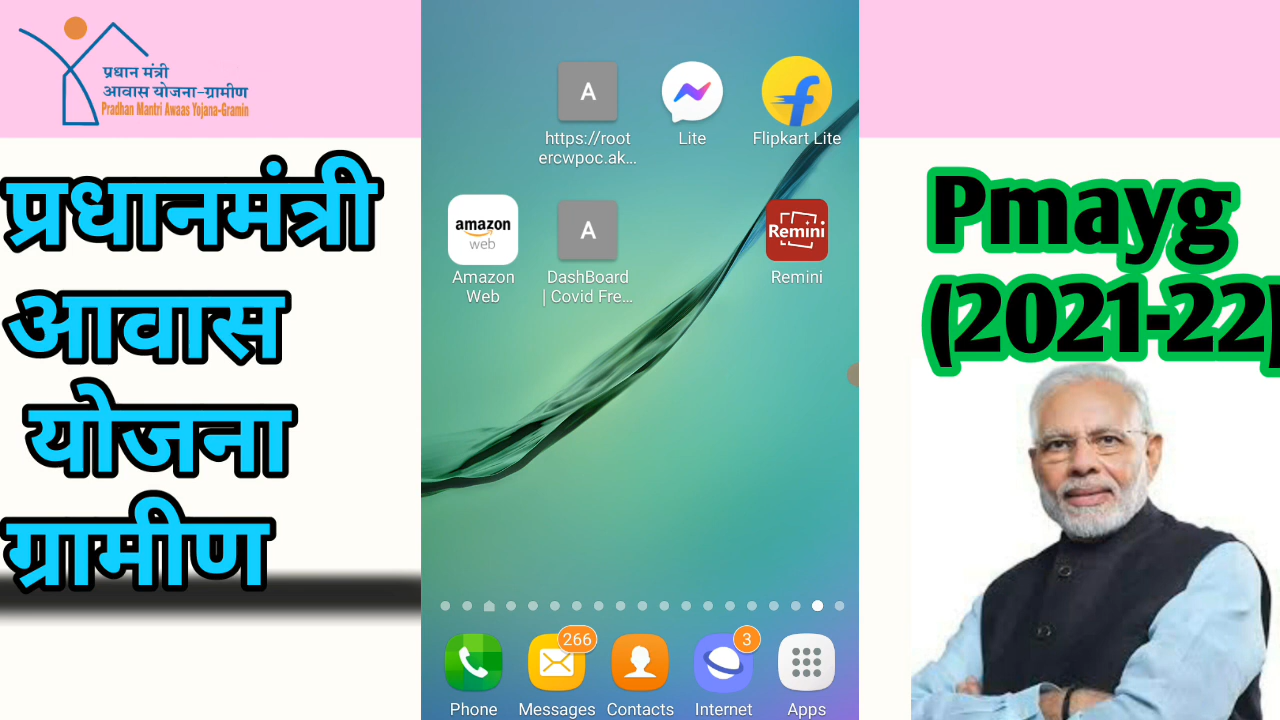 प्रधान मंत्री
आवास योजना-ग्रामीण
Pradhan Mantri Awaas Yojana-Gramin
प्रधानमंत्री
आवास
योजना
ग्रामीण
A
https://root
ercwpoc.ak...
Lite
Flipkart Lite
amazon
web
Amazon
Web
A
DashBoard
| Covid Fre...
Remini
Remini
266
3
Phone
Messages
Contacts
Internet
Apps
Pmayg
(2021-22)